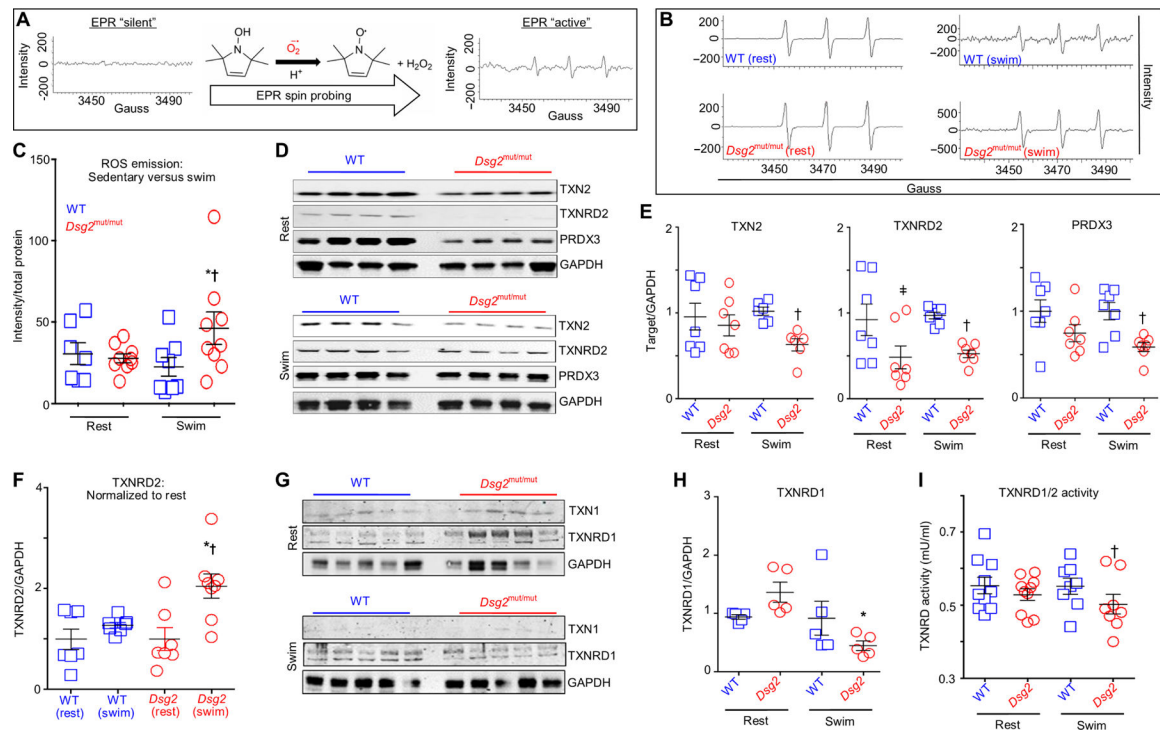 A
EPR “silent”
Intensity
200
0
-200
3450
3490
Gauss
OH
N
O₂
H⁺
O•
N
+ H₂O₂
EPR spin probing
EPR “active”
Intensity
200
0
-200
3450
3490
Gauss
B
200
0
−200
WT (rest)
200
0
−200
WT (swim)
200
0
−200
Dsg2mut/mut (rest)
500
0
−500
Dsg2mut/mut (swim)
3450
3470
3490
3450
3470
3490
Gauss
Intensity
C
ROS emission:
Sedentary versus swim
WT
Dsg2mut/mut
Intensity/total protein
150
100
50
0
*†
Rest
Swim
D
WT
Dsg2mut/mut
Rest
TXN2
TXNRD2
PRDX3
GAPDH
WT
Dsg2mut/mut
Swim
TXN2
TXNRD2
PRDX3
GAPDH
E
TXN2
Target/GAPDH
2
1
0
†
WT
Dsg2
WT
Dsg2
Rest
Swim
TXNRD2
2
1
0
‡
†
WT
Dsg2
WT
Dsg2
Rest
Swim
PRDX3
2
1
0
†
WT
Dsg2
WT
Dsg2
Rest
Swim
F
TXNRD2:
Normalized to rest
TXNRD2/GAPDH
4
2
0
*†
WT
(rest)
WT
(swim)
Dsg2
(rest)
Dsg2
(swim)
G
WT
Dsg2mut/mut
Rest
TXN1
TXNRD1
GAPDH
WT
Dsg2mut/mut
Swim
TXN1
TXNRD1
GAPDH
H
TXNRD1
TXNRD1/GAPDH
3
2
1
0
*
WT
Dsg2
WT
Dsg2
Rest
Swim
I
TXNRD1/2 activity
TXNRD activity (mU/ml)
0.7
0.5
0.3
†
WT
Dsg2
WT
Dsg2
Rest
Swim